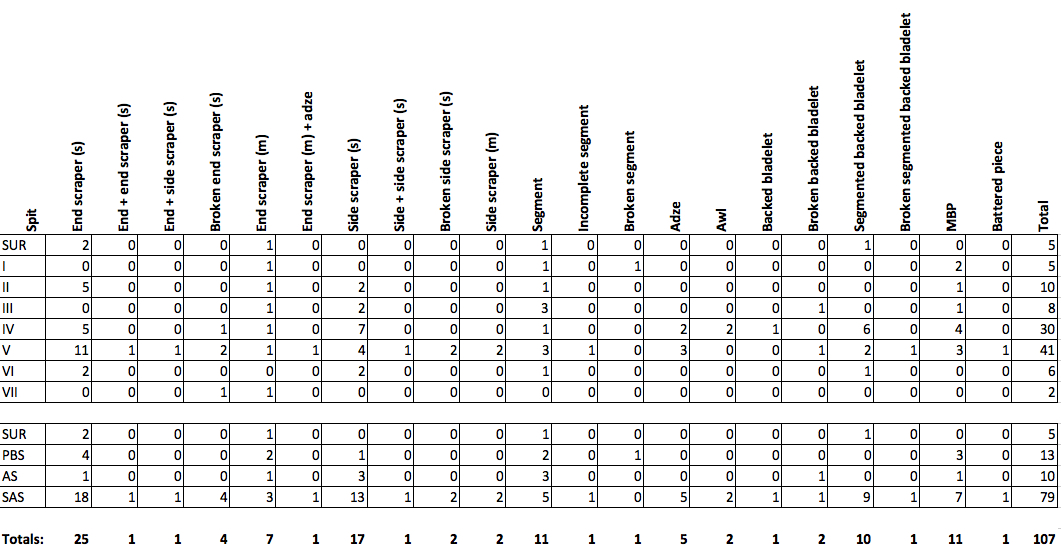 Spit End scraper (s) End + end scraper (s) End + side scraper (s) Broken end scraper (s) End scraper (m) End scraper (m) + adze Side scraper (s) Side + side scraper (s) Broken side scraper (s) Side scraper (m) Segment Incomplete segment Broken segment Adze Awl Backed bladelet Broken backed bladelet Segmented backed bladelet Broken segmented backed bladelet MBP Battered piece Total
SUR 2 0 0 0 1 0 0 0 0 0 1 0 0 0 0 0 0 1 0 0 0 5
I 0 0 0 0 1 0 0 0 0 0 1 0 1 0 0 0 0 0 0 2 0 5
II 5 0 0 0 1 0 2 0 0 0 1 0 0 0 0 0 0 0 0 1 0 10
III 0 0 0 0 1 0 2 0 0 0 3 0 0 0 0 0 1 0 0 1 0 8
IV 5 0 0 1 1 0 7 0 0 0 1 0 0 2 2 1 0 6 0 4 0 30
V 11 1 1 2 1 1 4 1 2 2 3 1 0 3 0 0 1 2 1 3 1 41
VI 2 0 0 0 0 0 2 0 0 0 1 0 0 0 0 0 0 1 0 0 0 6
VII 0 0 0 1 1 0 0 0 0 0 0 0 0 0 0 0 0 0 0 0 0 2
SUR 2 0 0 0 1 0 0 0 0 0 1 0 0 0 0 0 0 1 0 0 0 5
PBS 4 0 0 0 2 0 1 0 0 0 2 0 1 0 0 0 0 0 0 3 0 13
AS 1 0 0 0 1 0 3 0 0 0 3 0 0 0 0 0 1 0 0 1 0 10
SAS 18 1 1 4 3 1 13 1 2 2 5 1 0 5 2 1 1 9 1 7 1 79
Totals: 25 1 1 4 7 1 17 1 2 2 11 1 1 5 2 1 2 10 1 11 1 107